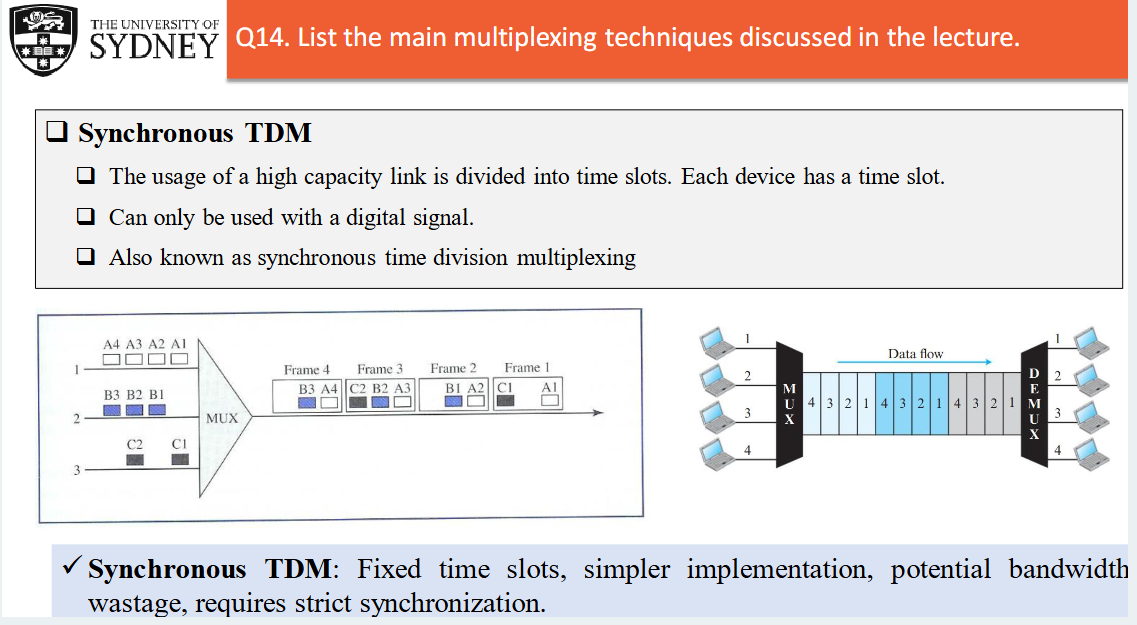 THE UNIVERSITY OF
SYDNEY
Q14. List the main multiplexing techniques discussed in the lecture.
Synchronous TDM
The usage of a high capacity link is divided into time slots. Each device has a time slot.
Can only be used with a digital signal.
Also known as synchronous time division multiplexing
A4 A3 A2 A1
1
B3 B2 B1
2
C2 C1
3
MUX
Frame 4 Frame 3 Frame 2 Frame 1
B3 A4 C2 B2 A3 B1 A2 C1 A1
Data flow
1
2
3
4
MUX
4 3 2 1 4 3 2 1 4 3 2 1
DEMUX
1
2
3
4
✓ Synchronous TDM: Fixed time slots, simpler implementation, potential bandwidth
wastage, requires strict synchronization.